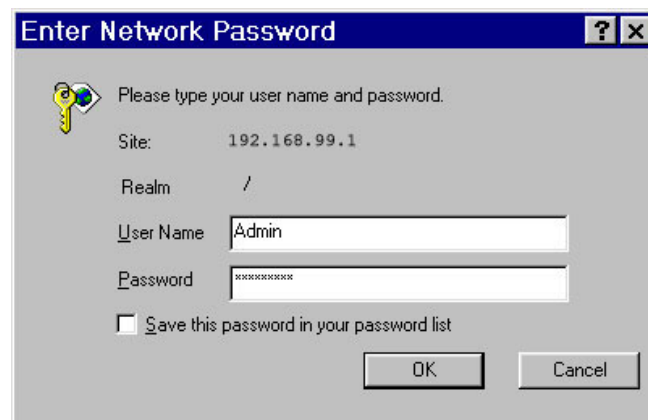 Enter Network Password
Please type your user name and password.
Site: 192.168.99.1
Realm /
User Name Admin
Password *********
Save this password in your password list
OK Cancel